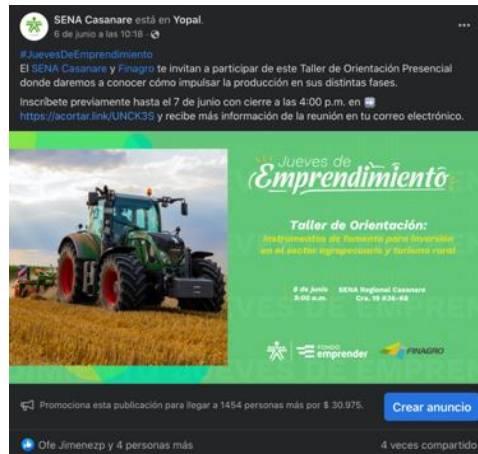 SENA Casanare está en Yopal.
6 de junio a las 10:18 ·
#JuevesDeEmprendimiento
El SENA Casanare y Finagro te invitan a participar de este Taller de Orientación Presencial
donde daremos a conocer cómo impulsar la producción en sus distintas fases.
Inscríbete previamente hasta el 7 de junio con cierre a las 4:00 p.m. en
https://acortar.link/UNCK3S y recibe más información de la reunión en tu correo electrónico.
Jueves de
Emprendimiento
Taller de Orientación:
Instrumentos de fomento para inversión
en el sector agropecuario y turismo rural
8 de junio
9:00 a.m.
SENA Regional Casanare
Cra. 19 #36-68
FONDO
emprender
FINAGRO
Promociona esta publicación para llegar a 1454 personas más por $ 30.975.
Crear anuncio
Ofe Jimenezp y 4 personas más
4 veces compartido